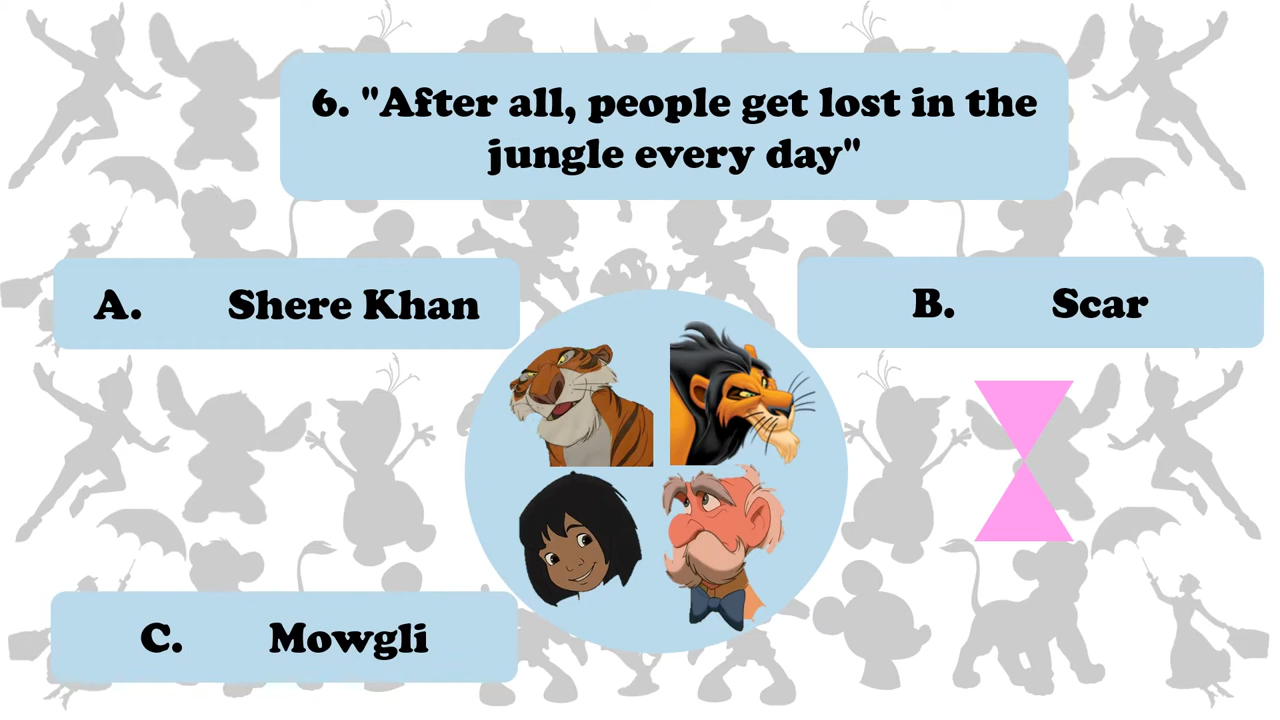 6. "After all, people get lost in the
jungle every day"
A. Shere Khan
B. Scar
C. Mowgli